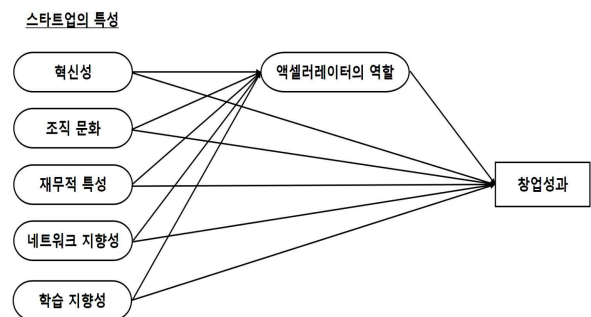 스타트업의 특성
혁신성
액셀러레이터의 역할
조직 문화
재무적 특성
창업성과
네트워크 지향성
학습 지향성